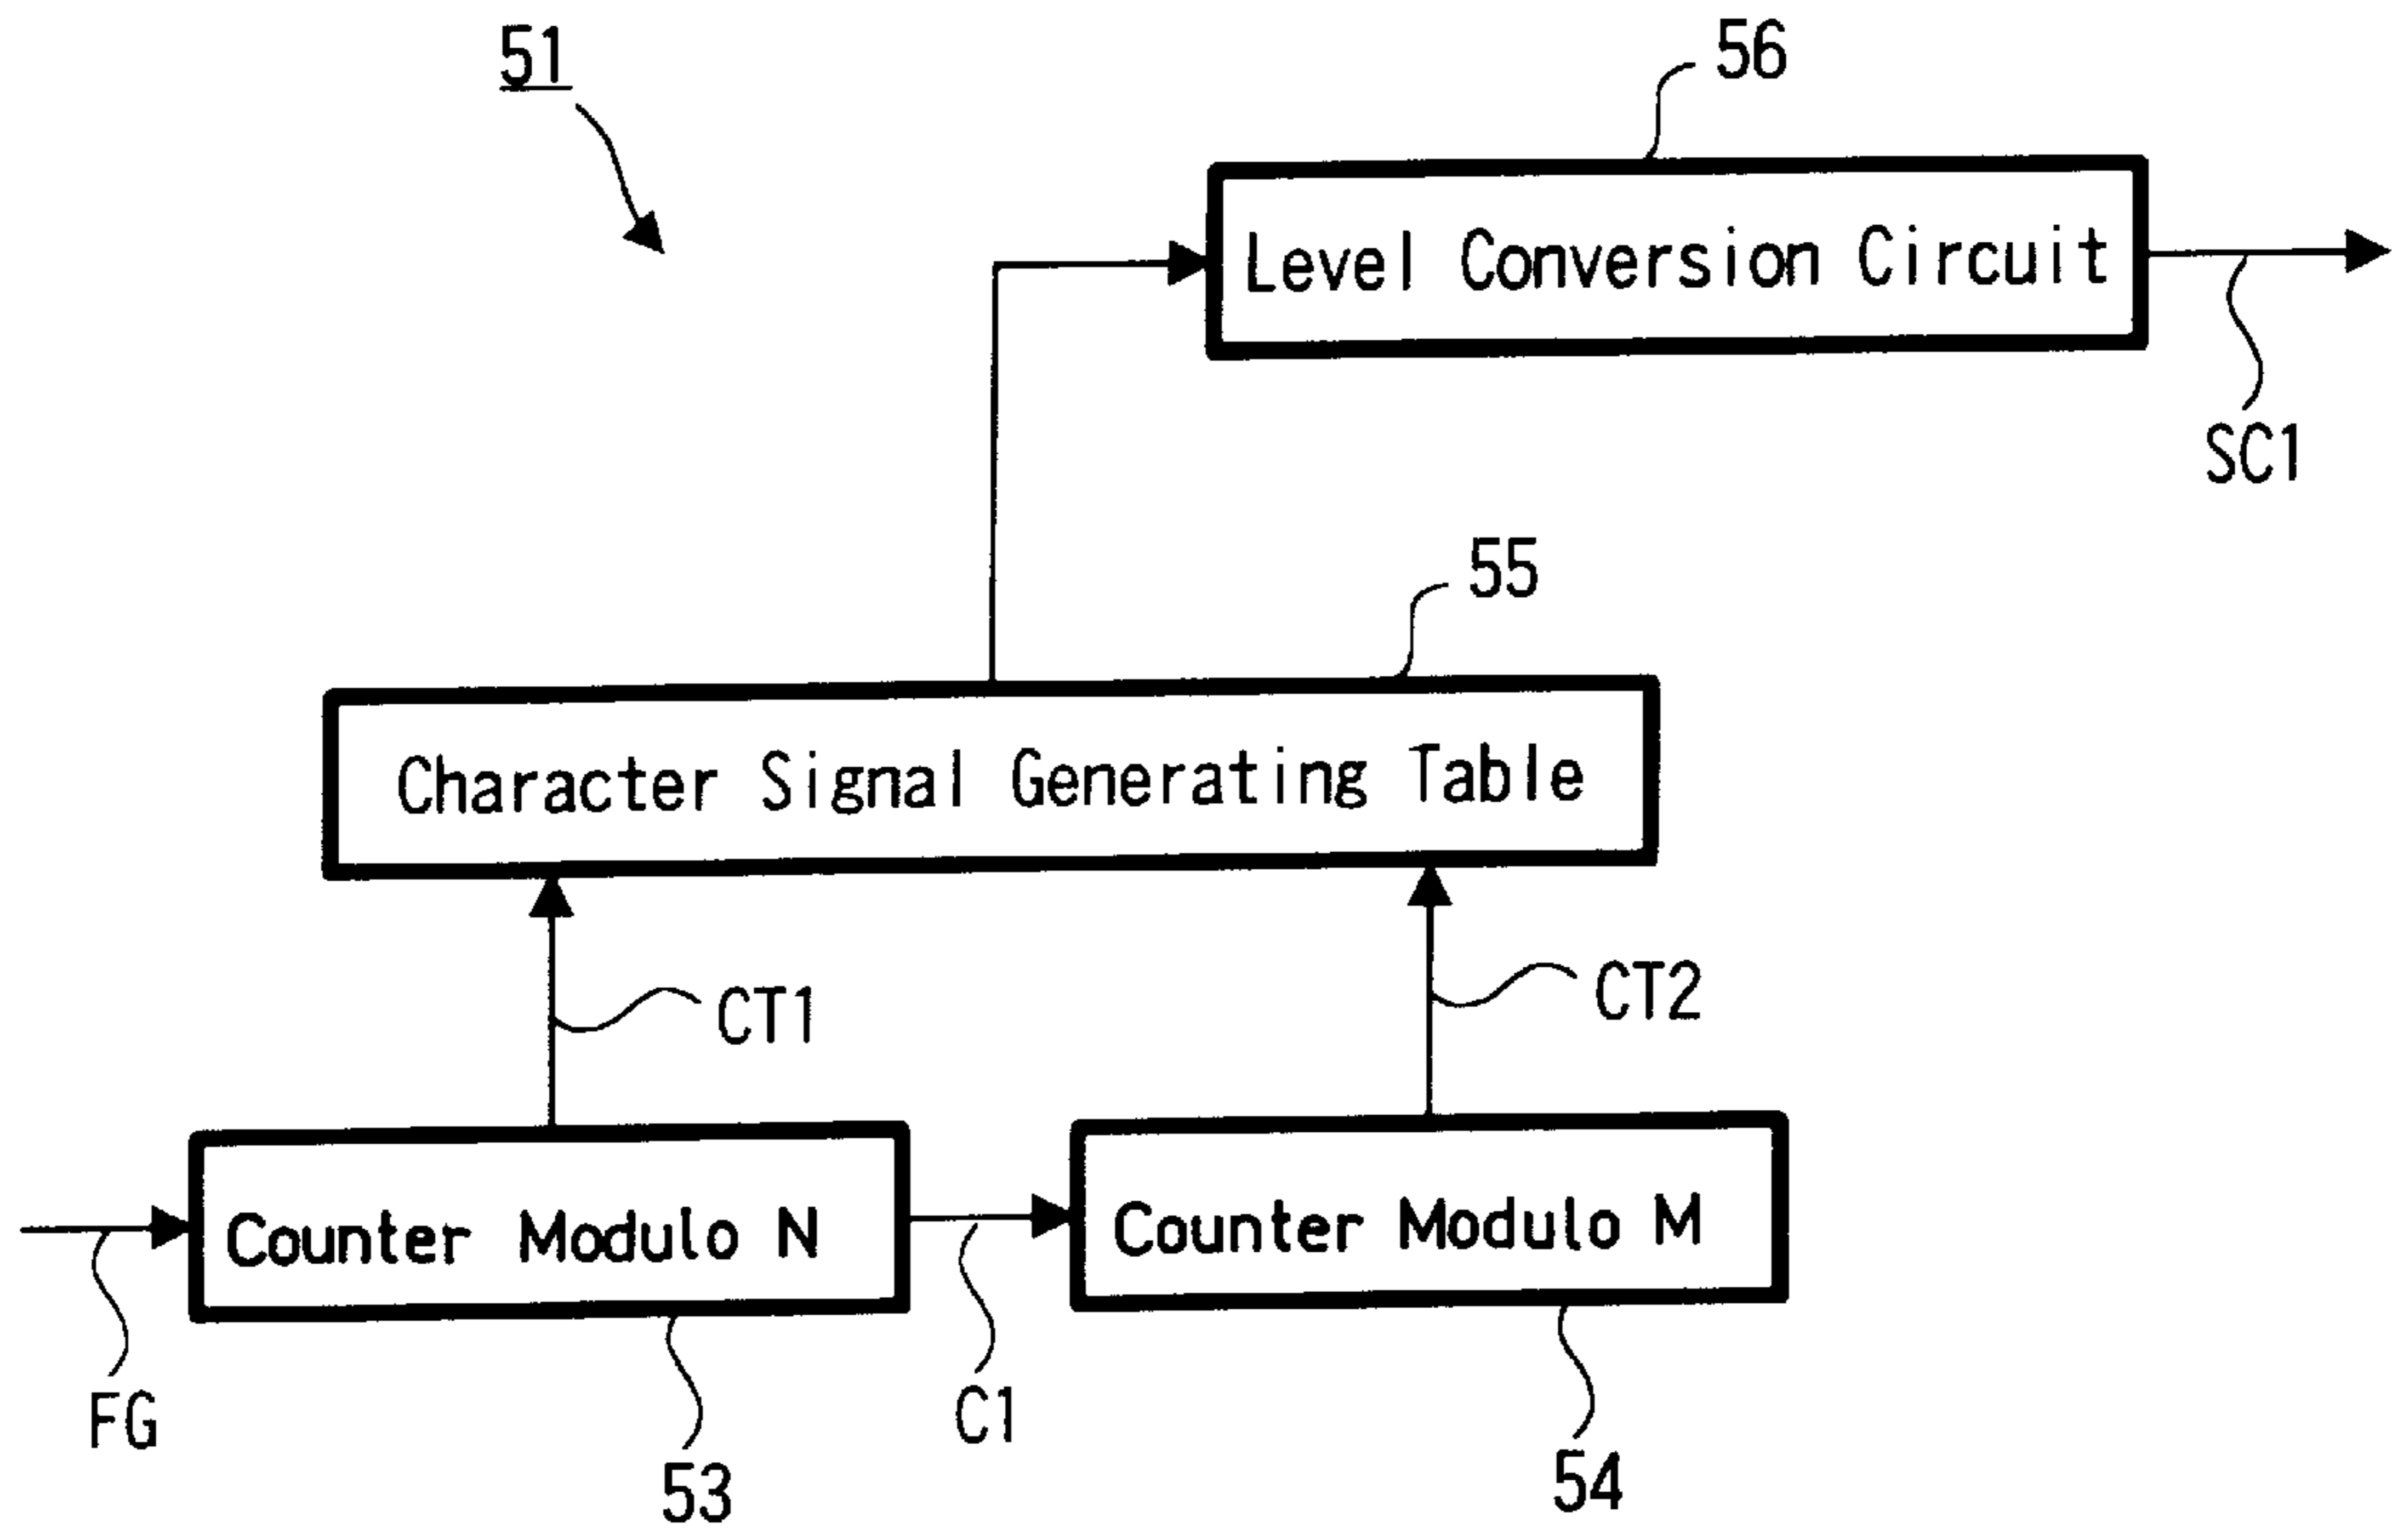 51
56
Level Conversion Circuit
SC1
55
Character Signal Generating Table
CT1
CT2
Counter Modulo N
Counter Modulo M
FG
C1
53
54